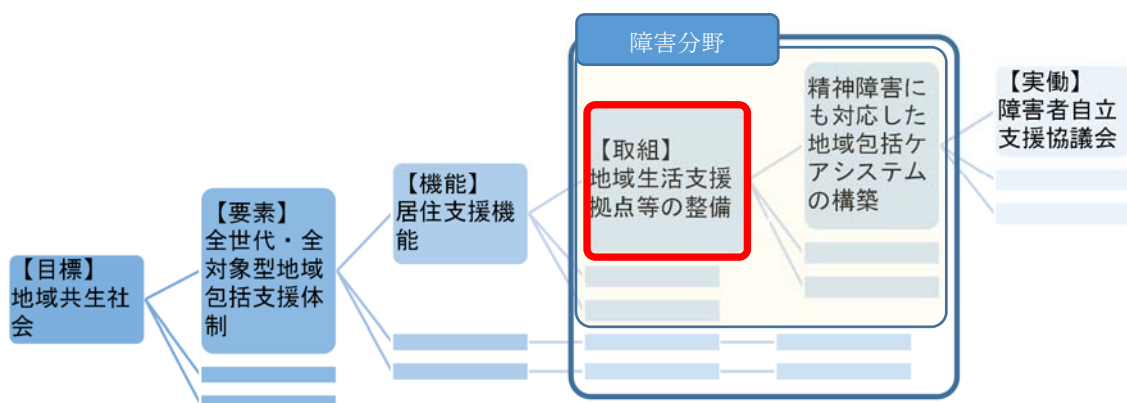 障害分野
【目標】
地域共生社
会
【要素】
全世代・全
対象型地域
包括支援体
制
【機能】
居住支援機
能
【取組】
地域生活支援
拠点等の整備
精神障害に
も対応した
地域包括ケ
アシステム
の構築
【実働】
障害者自立
支援協議会